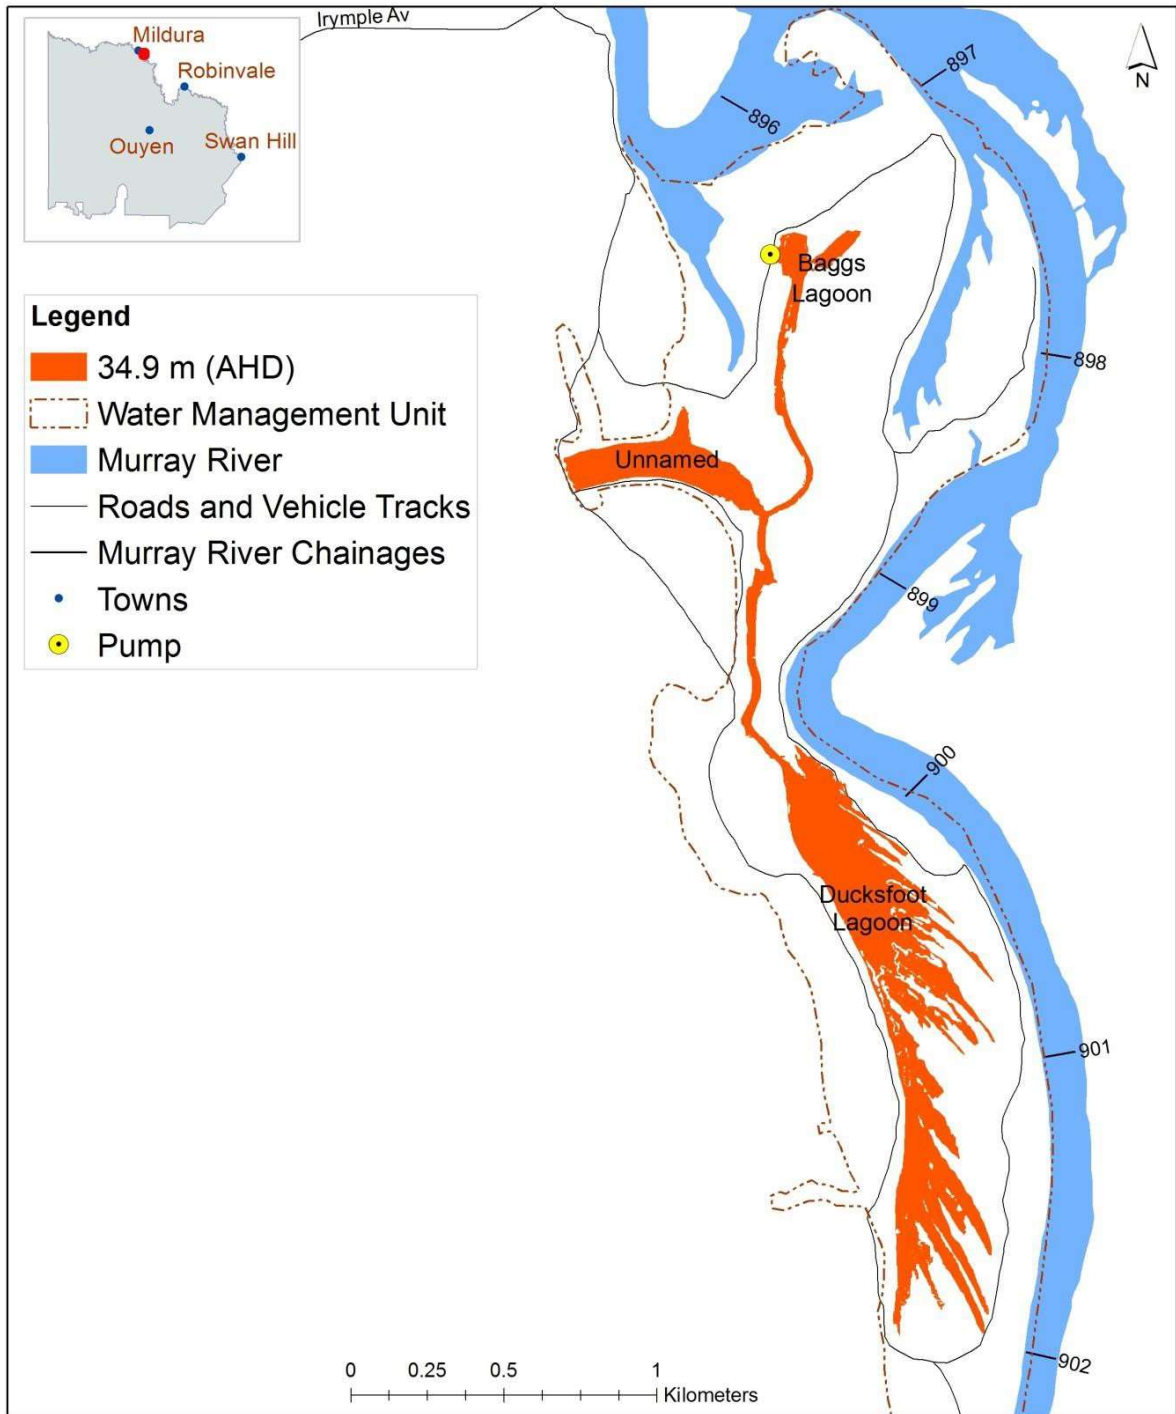 Irymple Av
Mildura
Robinvale
Ouyen
Swan Hill
N
Legend
34.9 m (AHD)
Water Management Unit
Murray River
Roads and Vehicle Tracks
Murray River Chainages
Towns
Pump
896
897
898
899
900
901
902
Baggs
Lagoon
Unnamed
Ducksfoot
Lagoon
0 0.25 0.5 1
Kilometers